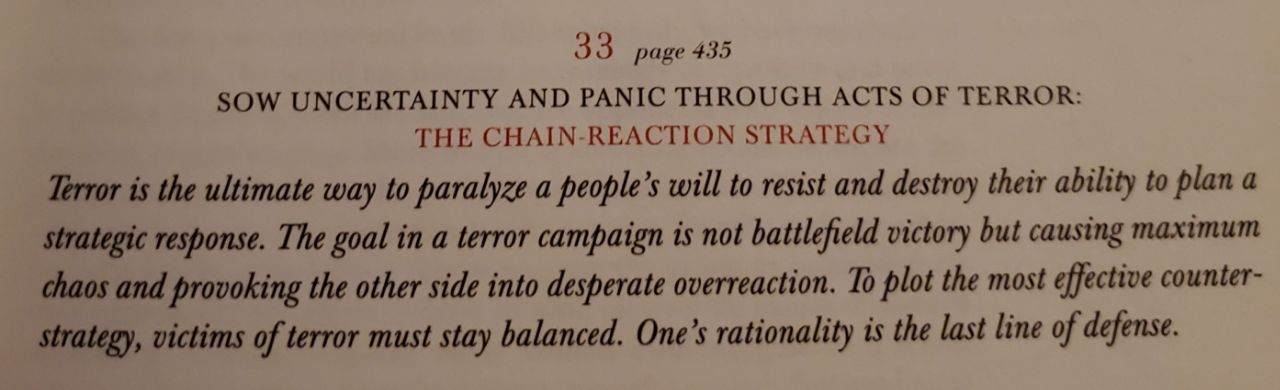 33 page 435
SOW UNCERTAINTY AND PANIC THROUGH ACTS OF TERROR:
THE CHAIN-REACTION STRATEGY
Terror is the ultimate way to paralyze a people's will to resist and destroy their ability to plan a
strategic response. The goal in a terror campaign is not battlefield victory but causing maximum
chaos and provoking the other side into desperate overreaction. To plot the most effective counter-
strategy, victims of terror must stay balanced. One's rationality is the last line of defense.